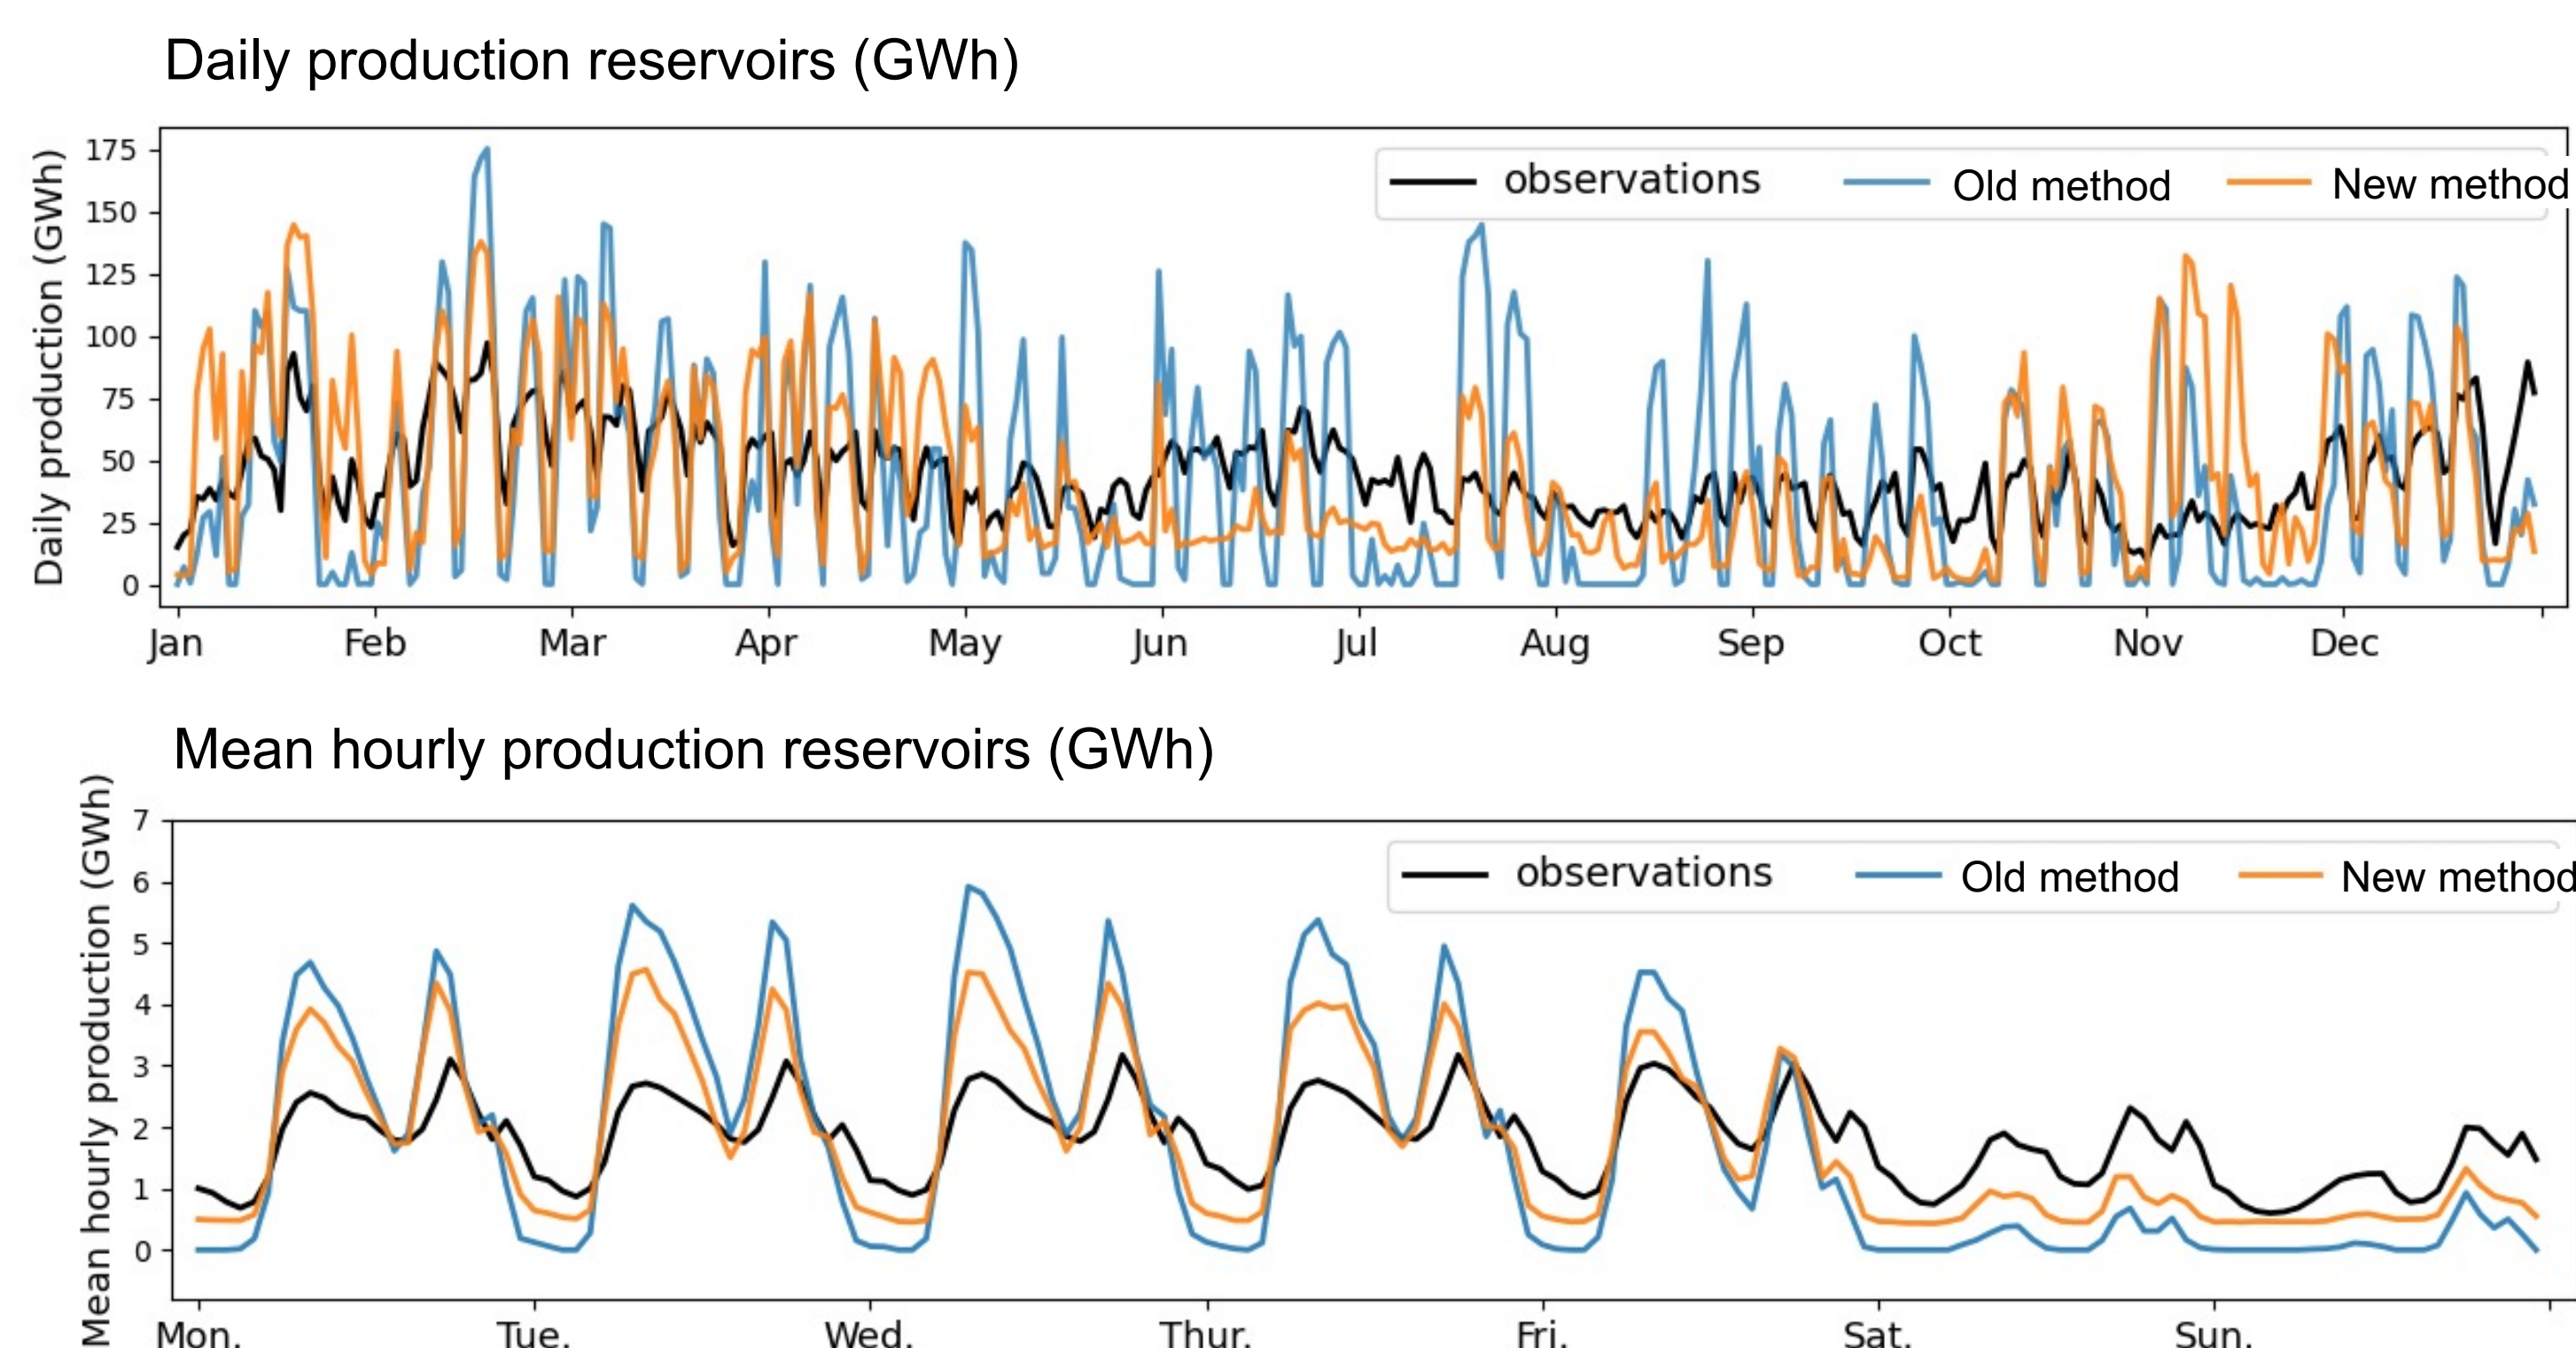 Daily production reservoirs (GWh)
Daily production (GWh)
175
150
125
100
75
50
25
0
observations Old method New method
Jan Feb Mar Apr May Jun Jul Aug Sep Oct Nov Dec
Mean hourly production reservoirs (GWh)
Mean hourly production (GWh)
7
6
5
4
3
2
1
0
observations Old method New method
Mon. Tue. Wed. Thur. Fri. Sat. Sun.